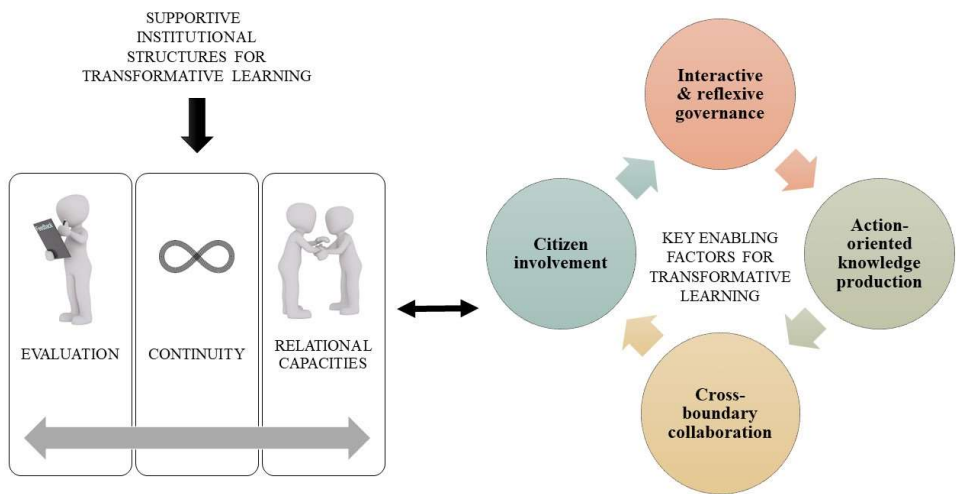 SUPPORTIVE
INSTITUTIONAL
STRUCTURES FOR
TRANSFORMATIVE LEARNING
EVALUATION
CONTINUITY
RELATIONAL
CAPACITIES
Interactive
& reflexive
governance
Action-
oriented
knowledge
production
Cross-
boundary
collaboration
Citizen
involvement
KEY ENABLING
FACTORS FOR
TRANSFORMATIVE
LEARNING